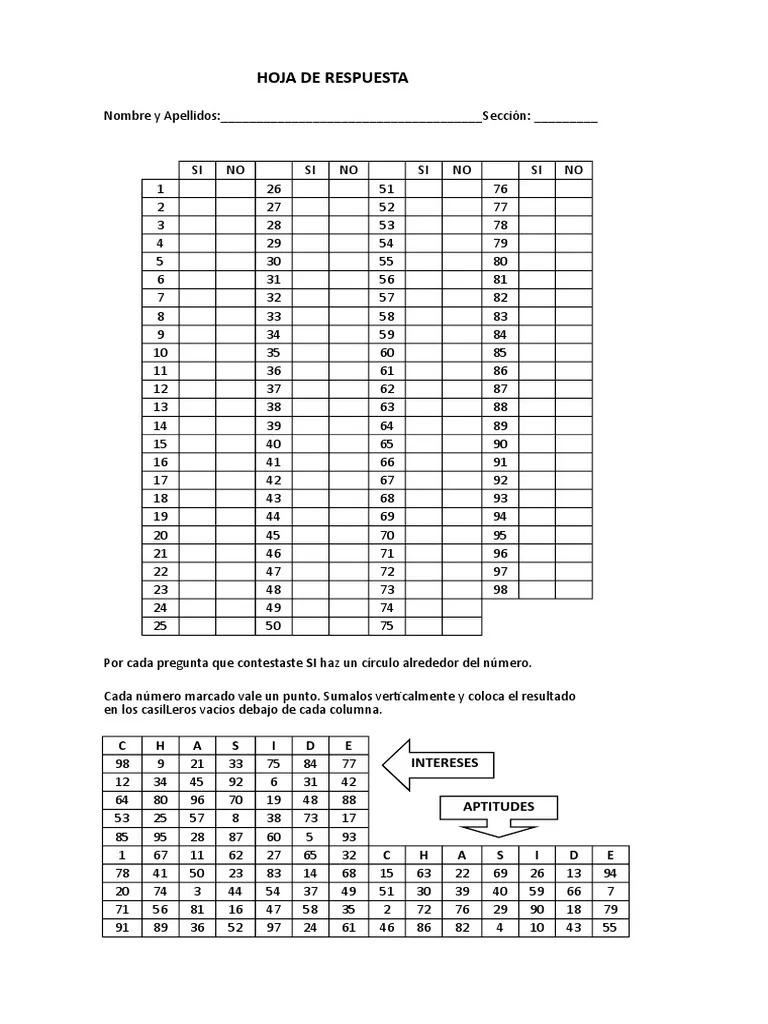 HOJA DE RESPUESTA
Nombre y Apellidos:_____________________________________Sección: _________
SI NO SI NO SI NO SI NO
1 26 51 76
2 27 52 77
3 28 53 78
4 29 54 79
5 30 55 80
6 31 56 81
7 32 57 82
8 33 58 83
9 34 59 84
10 35 60 85
11 36 61 86
12 37 62 87
13 38 63 88
14 39 64 89
15 40 65 90
16 41 66 91
17 42 67 92
18 43 68 93
19 44 69 94
20 45 70 95
21 46 71 96
22 47 72 97
23 48 73 98
24 49 74
25 50 75
Por cada pregunta que contestaste SI haz un circulo alrededor del número.
Cada número marcado vale un punto. Sumalos verticalmente y coloca el resultado
en los casilLeros vacios debajo de cada columna.
C H A S I D E
98 9 21 33 75 84 77 INTERESES
12 34 45 92 6 31 42
64 80 96 70 19 48 88 APTITUDES
53 25 57 8 38 73 17
85 95 28 87 60 5 93
1 67 11 62 27 65 32 C H A S I D E
78 41 50 23 83 14 68 15 63 22 69 26 13 94
20 74 3 44 54 37 49 51 30 39 40 59 66 7
71 56 81 16 47 58 35 2 72 76 29 90 18 79
91 89 36 52 97 24 61 46 86 82 4 10 43 55